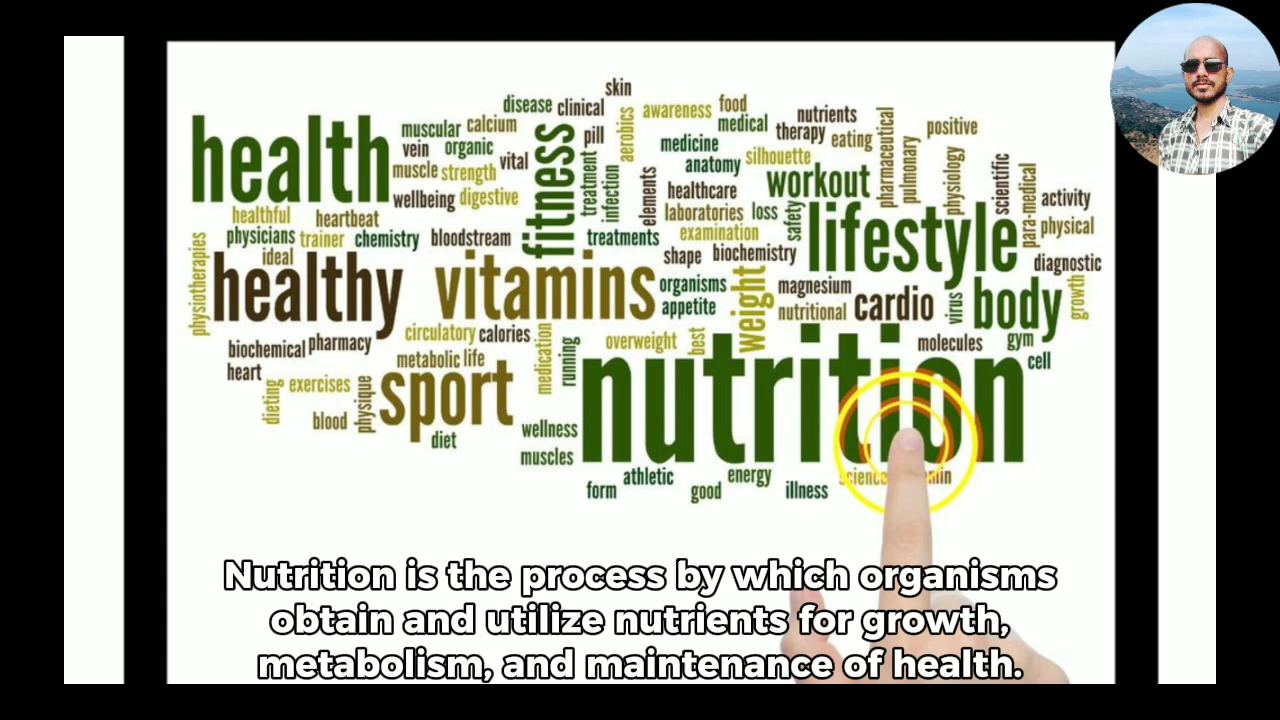 skin
disease clinical
awareness food
nutrients
health
muscular calcium
fitness
pill
aerobics
medical
therapy eating
pharmaceutical
positive
vein organic
medicine
pulmonary
muscle strength vital
treatment
infection
elements
anatomy silhouette
physiology
scientific
para-medical
wellbeing digestive
healthcare
workout
activity
healthful heartbeat
laboratories loss
safety
lifestyle
physical
physicians trainer chemistry bloodstream
treatments
examination
physiotherapies
ideal
shape biochemistry
diagnostic
healthy
vitamins
organisms
weight
magnesium
cardio
virus
body
growth
appetite
nutritional
circulatory calories
medication
running
overweight
best
nutrition
molecules
gym
biochemical pharmacy
cell
heart
metabolic life
dieting
exercises
physique
sport
blood
diet
wellness
muscles
athletic
energy
science
form
good
illness
Nutrition is the process by which organisms
obtain and utilize nutrients for growth,
metabolism, and maintenance of health.